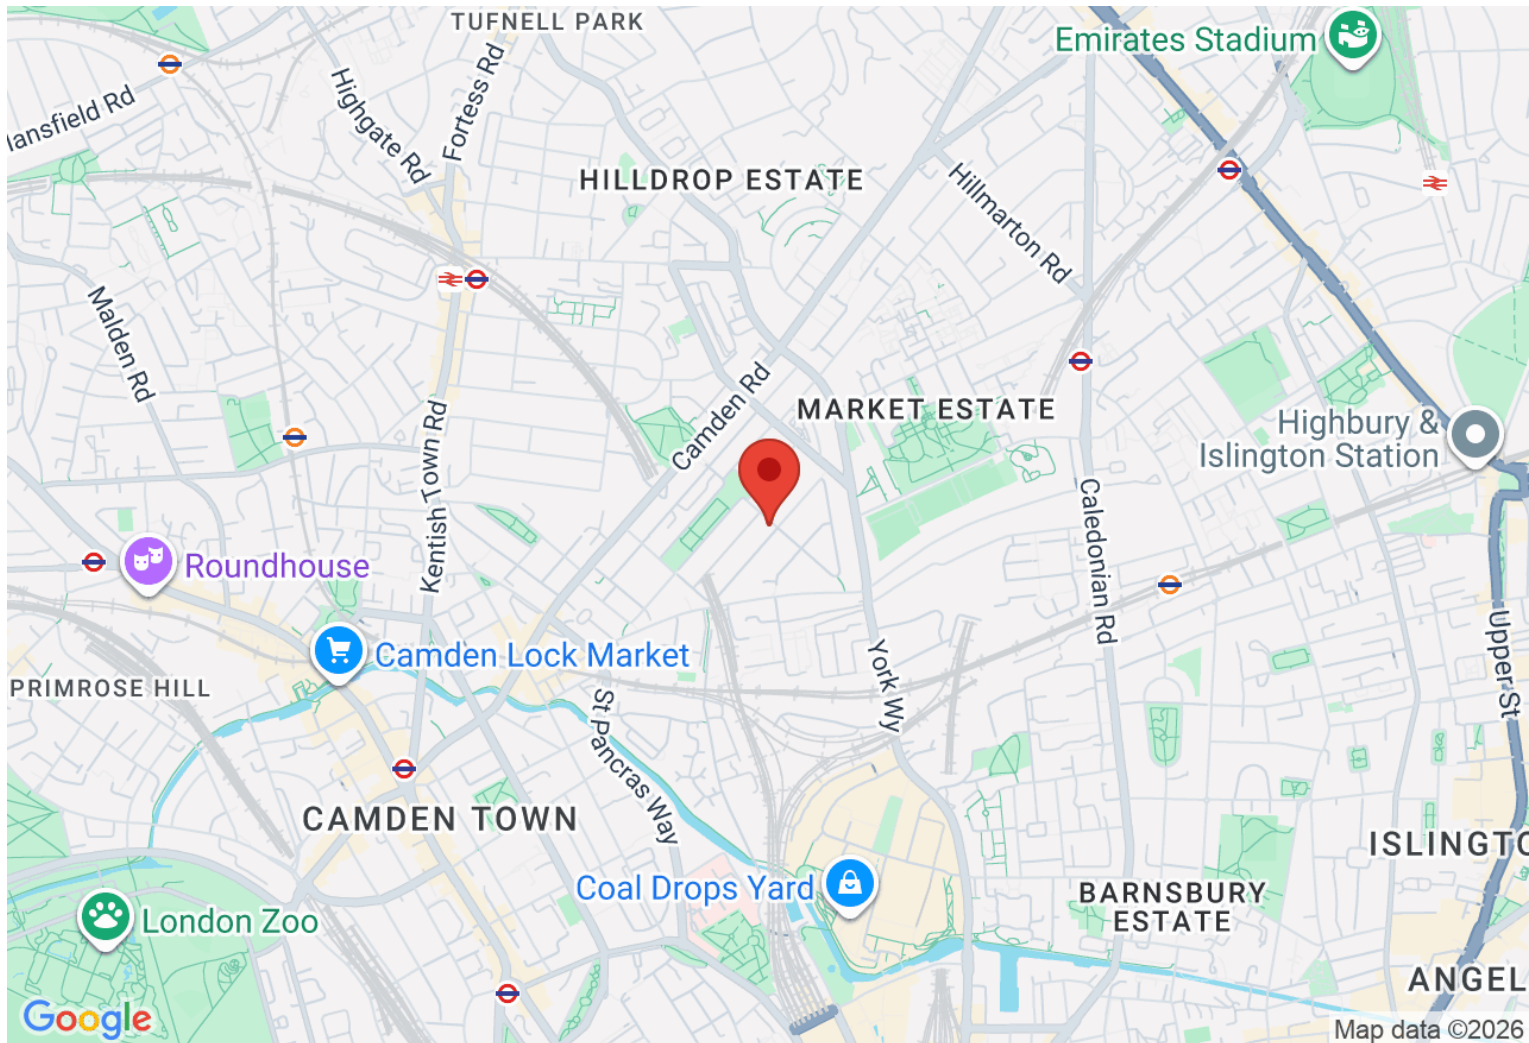 TUFNELL PARK
Emirates Stadium
Mansfield Rd
Highgate Rd
Fortess Rd
HILLDROP ESTATE
Hillmarton Rd
Malden Rd
Camden Rd
MARKET ESTATE
Highbury &
Islington Station
Kentish Town Rd
Caledonian Rd
Roundhouse
Camden Lock Market
York Wy
Upper St
PRIMROSE HILL
St Pancras Way
CAMDEN TOWN
ISLINGTO
Coal Drops Yard
BARNSBURY
ESTATE
London Zoo
ANGEL
Google
Map data ©2026